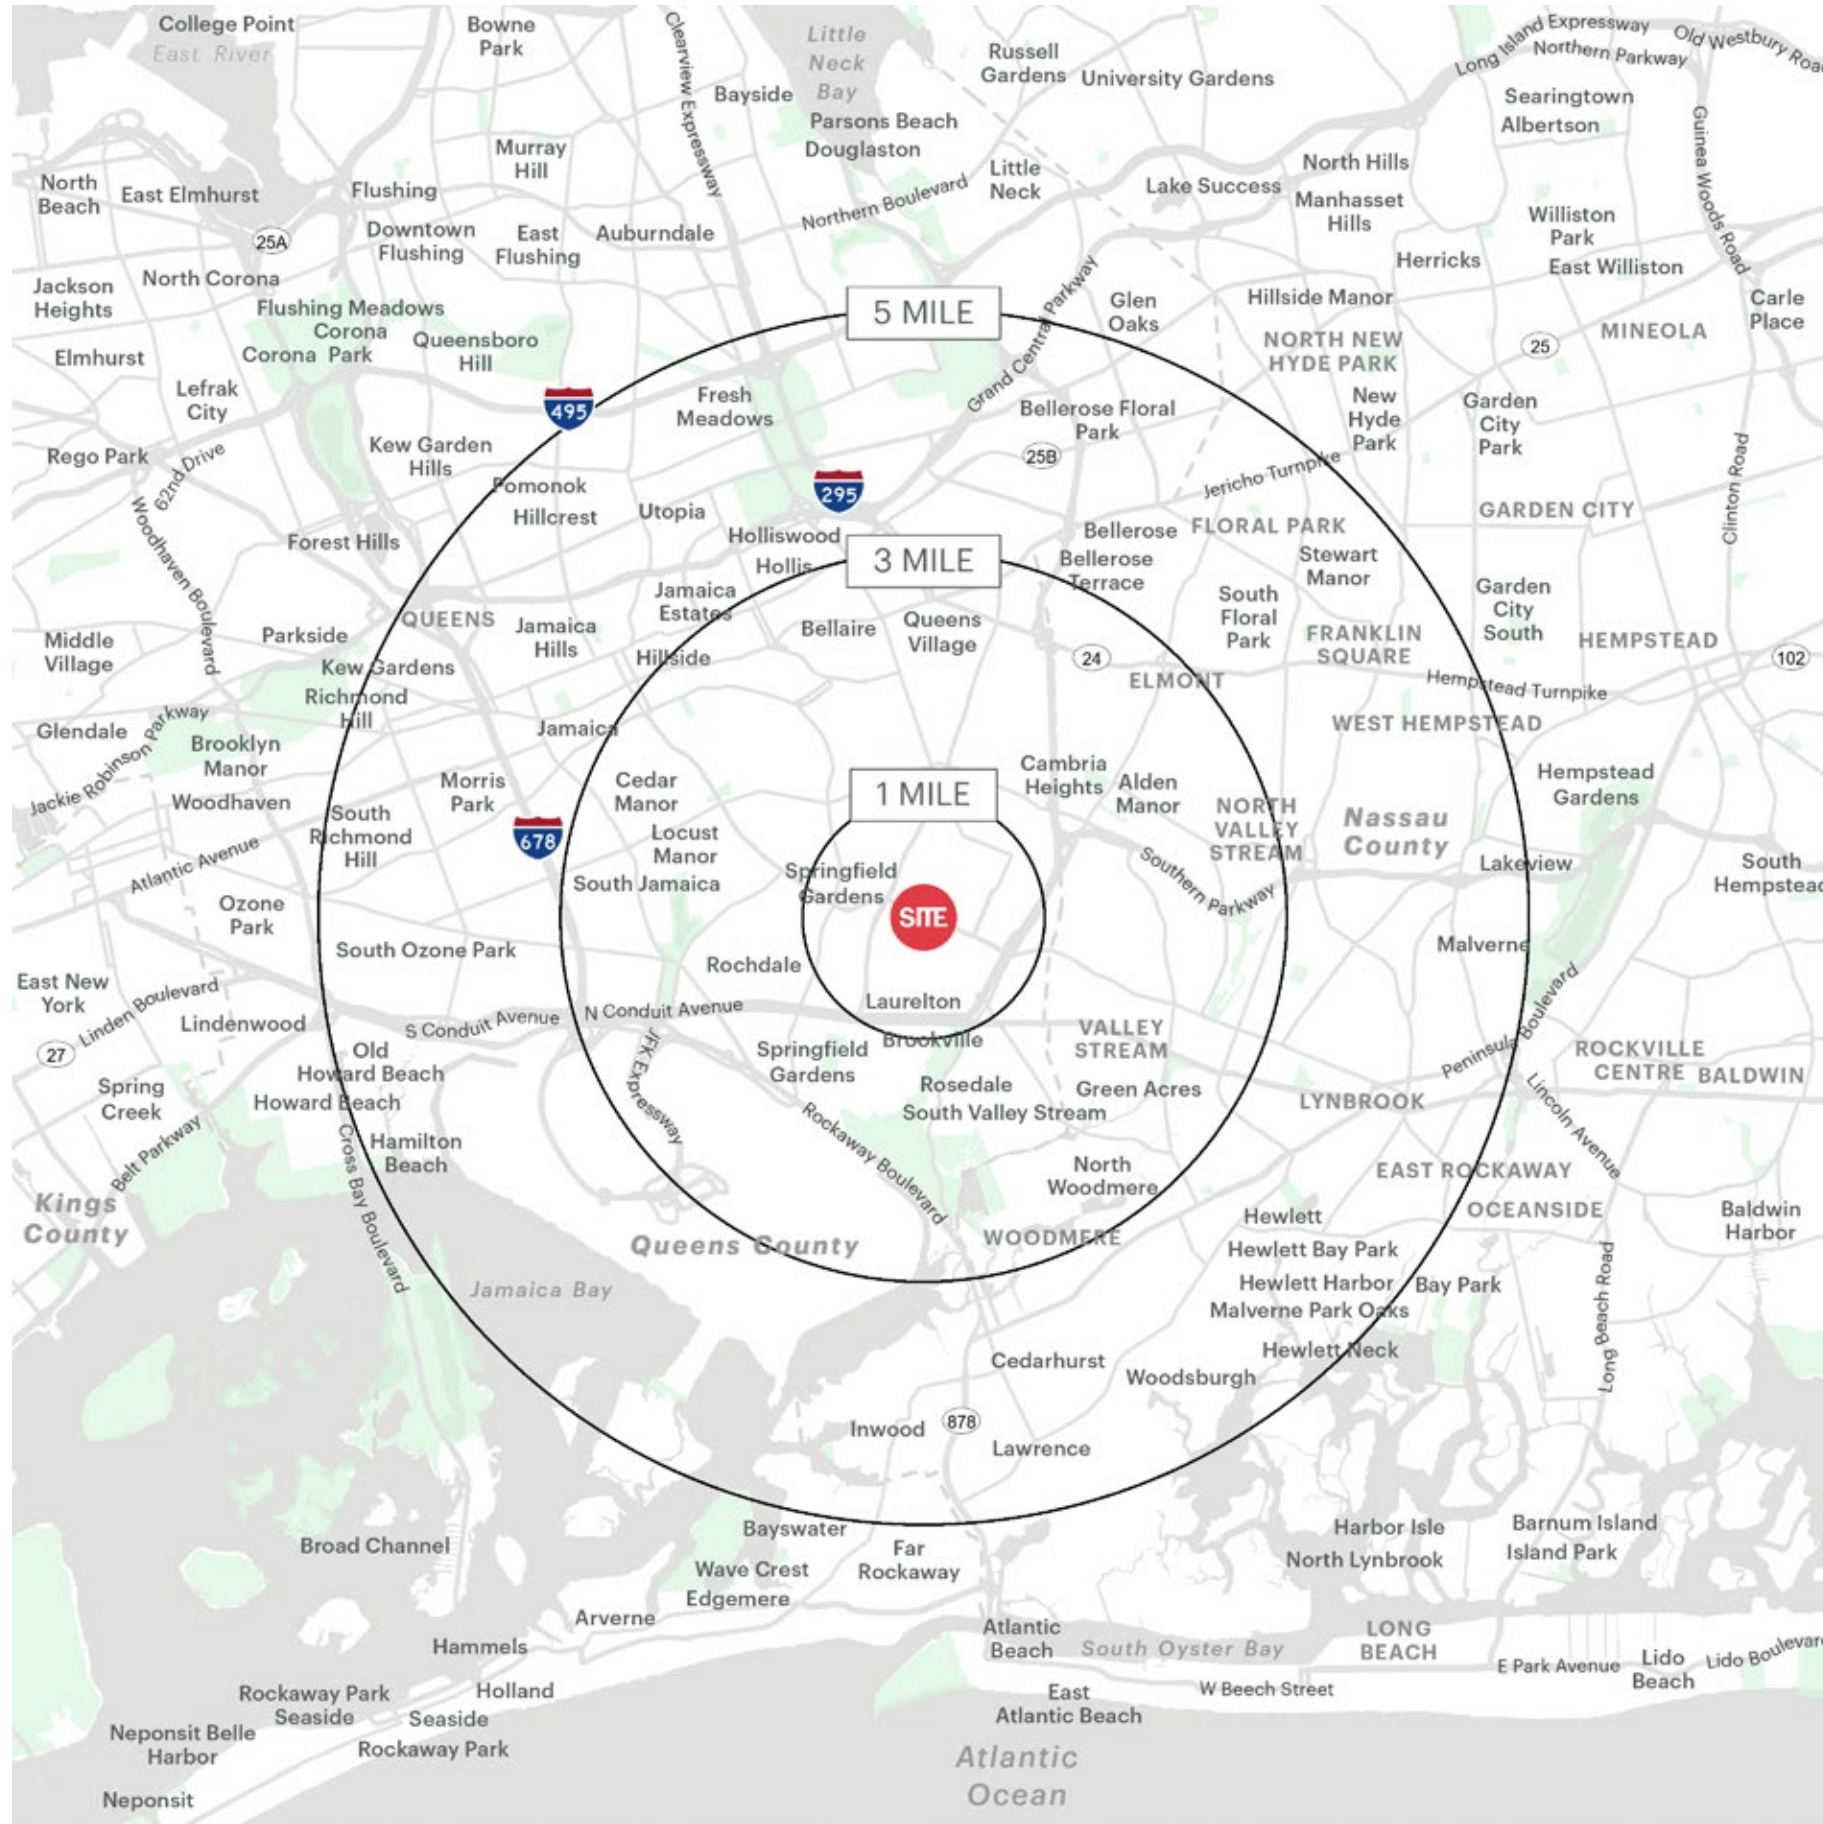 College Point
East River
Bowne
Park
Clearview Expressway
Little
Neck
Bay
Bayside
Parsons Beach
Douglaston
Russell
Gardens
University Gardens
Long Island Expressway
Northern Parkway
Old Westbury Roa
Searingtown
Albertson
Guinea Woods Road
Murray
Hill
Little
Neck
North Hills
Lake Success
Manhasset
Hills
North
Beach
East Elmhurst
Flushing
Northern Boulevard
Williston
Park
25A
Downtown
Flushing
East
Flushing
Auburndale
Herricks
East Williston
Jackson
Heights
North Corona
Flushing Meadows
Corona
Corona Park
Queensboro
Hill
5 MILE
Grand Central Parkway
Glen
Oaks
Hillside Manor
Carle
Place
NORTH NEW
HYDE PARK
25
MINEOLA
Elmhurst
Lefrak
City
495
Fresh
Meadows
Bellerose Floral
Park
New
Hyde
Park
Garden
City
Park
Rego Park
62nd Drive
Kew Garden
Hills
25B
Jericho Turnpike
Clinton Road
Woodhaven Boulevard
Pomonok
Hillcrest
Utopia
295
GARDEN CITY
Forest Hills
Holliswood
Hollis
3 MILE
Bellerose
Bellerose
Terrace
FLORAL PARK
Stewart
Manor
Jamaica
Estates
South
Floral
Park
Garden
City
South
QUEENS
Jamaica
Hills
Bellaire
Queens
Village
FRANKLIN
SQUARE
HEMPSTEAD
Middle
Village
Parkside
Kew Gardens
Hillside
24
102
ELMONT
Hempstead Turnpike
Richmond
Hill
WEST HEMPSTEAD
Glendale
Jackie Robinson Parkway
Brooklyn
Manor
Jamaica
Woodhaven
Morris
Park
Cedar
Manor
1 MILE
Cambria
Heights
Alden
Manor
Hempstead
Gardens
South
Richmond
Hill
678
Locust
Manor
NORTH
VALLEY
STREAM
Nassau
County
Atlantic Avenue
South Jamaica
Springfield
Gardens
Southern Parkway
Lakeview
South
Hempstead
Ozone
Park
SITE
South Ozone Park
Rochdale
Malverne
East New
York
Linden Boulevard
27
Lindenwood
S Conduit Avenue
N Conduit Avenue
Laurelton
Brookville
VALLEY
STREAM
Peninsula Boulevard
Old
Howard Beach
Howard Beach
JFK Expressway
Springfield
Gardens
Rosedale
South Valley Stream
Green Acres
ROCKVILLE
CENTRE
BALDWIN
Spring
Creek
LYNBROOK
Lincoln Avenue
Belt Parkway
Cross Bay Boulevard
Hamilton
Beach
Rockaway Boulevard
North
Woodmere
EAST ROCKAWAY
Kings
County
OCEANSIDE
Baldwin
Harbor
Queens County
WOODMERE
Hewlett
Hewlett Bay Park
Hewlett Harbor
Bay Park
Malverne Park Oaks
Long Beach Road
Jamaica Bay
Hewlett Neck
Cedarhurst
Woodsburgh
Inwood
878
Lawrence
Broad Channel
Bayswater
Far
Rockaway
Harbor Isle
North Lynbrook
Barnum Island
Island Park
Wave Crest
Edgemere
Arverne
Hammels
Atlantic
Beach
South Oyster Bay
LONG
BEACH
E Park Avenue
Lido
Beach
Lido Boulevar
Rockaway Park
Seaside
Holland
Seaside
East
Atlantic Beach
W Beech Street
Neponsit Belle
Harbor
Rockaway Park
Neponsit
Atlantic
Ocean